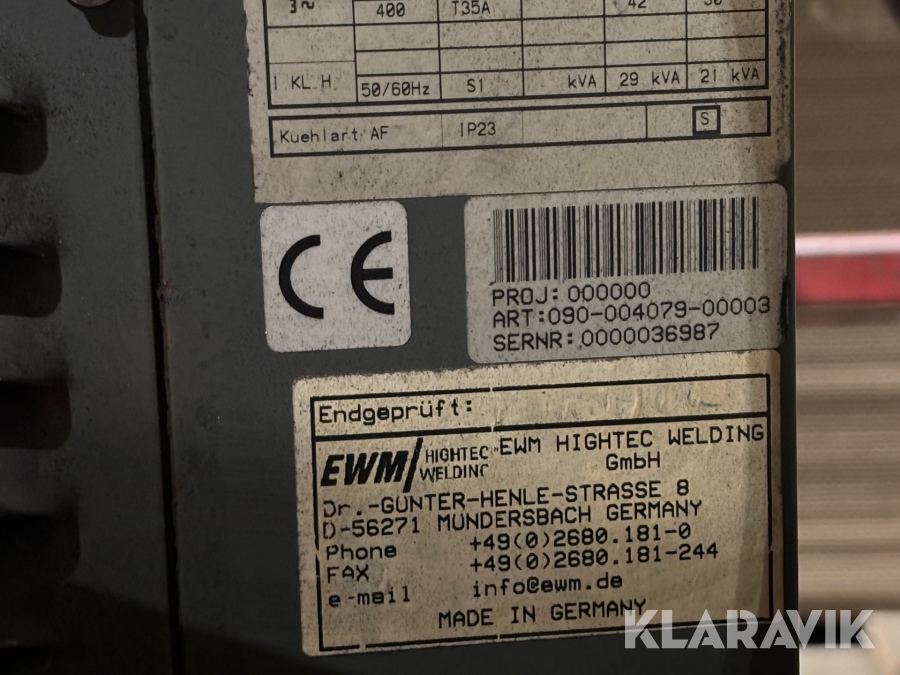 3~ 400 T35A 42 36
I KL.H. 50/60Hz S1 kVA 29 kVA 21 kVA
Kuehlart AF IP23 S
CE
PROJ: 000000
ART:090-004079-00003
SERNR: 0000036987
Endgeprüft:
EWM HIGHTEC WELDING
EWM HIGHTEC WELDING GmbH
Dr.-GÜNTER-HENLE-STRASSE 8
D-56271 MÜNDERSBACH GERMANY
Phone +49(0)2680.181-0
FAX +49(0)2680.181-244
e-mail info@ewm.de
MADE IN GERMANY
KLARAVIK